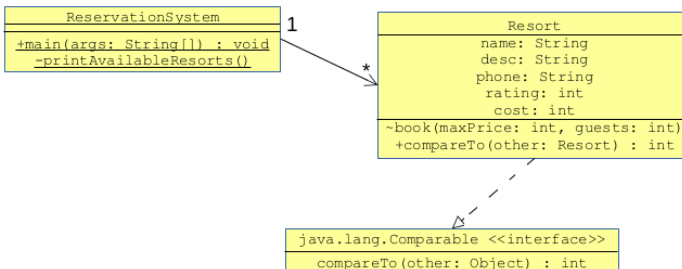 ReservationSystem
+main(args: String[]) : void
-printAvailableResorts()
1
*
Resort
name: String
desc: String
phone: String
rating: int
cost: int
~book(maxPrice: int, guests: int)
+compareTo(other: Resort) : int
java.lang.Comparable <<interface>>
compareTo(other: Object) : int